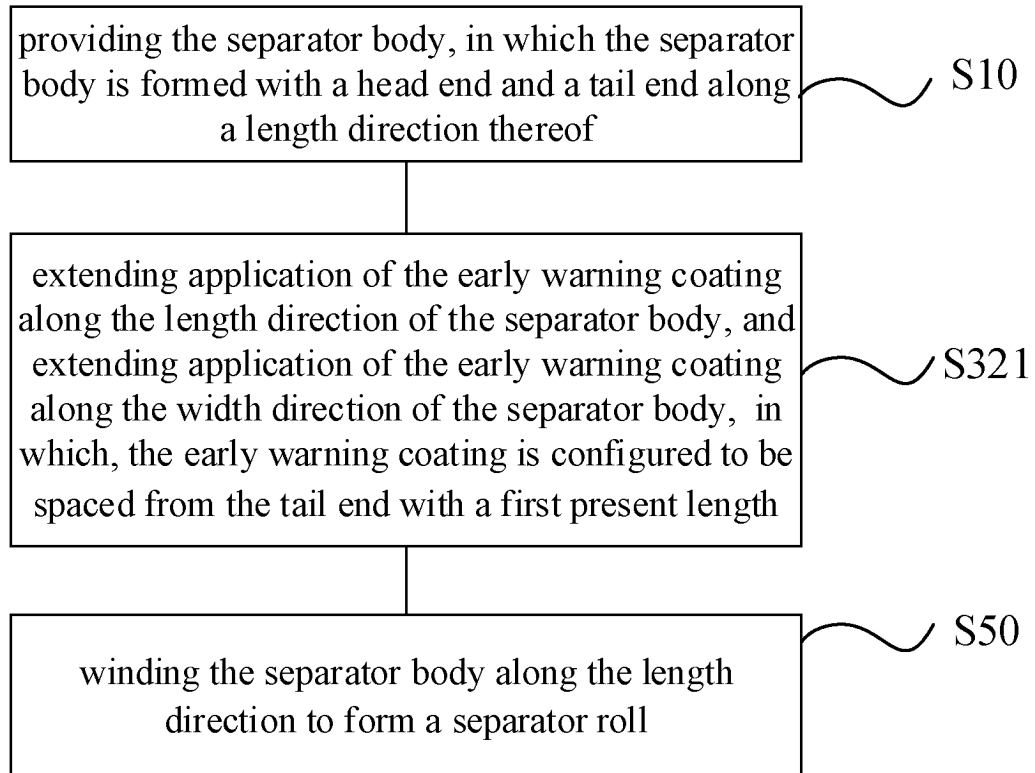 providing the separator body, in which the separator
body is formed with a head end and a tail end along
a length direction thereof
S10
extending application of the early warning coating
along the length direction of the separator body, and
extending application of the early warning coating
along the width direction of the separator body, in
which, the early warning coating is configured to be
spaced from the tail end with a first present length
S321
winding the separator body along the length
direction to form a separator roll
S50